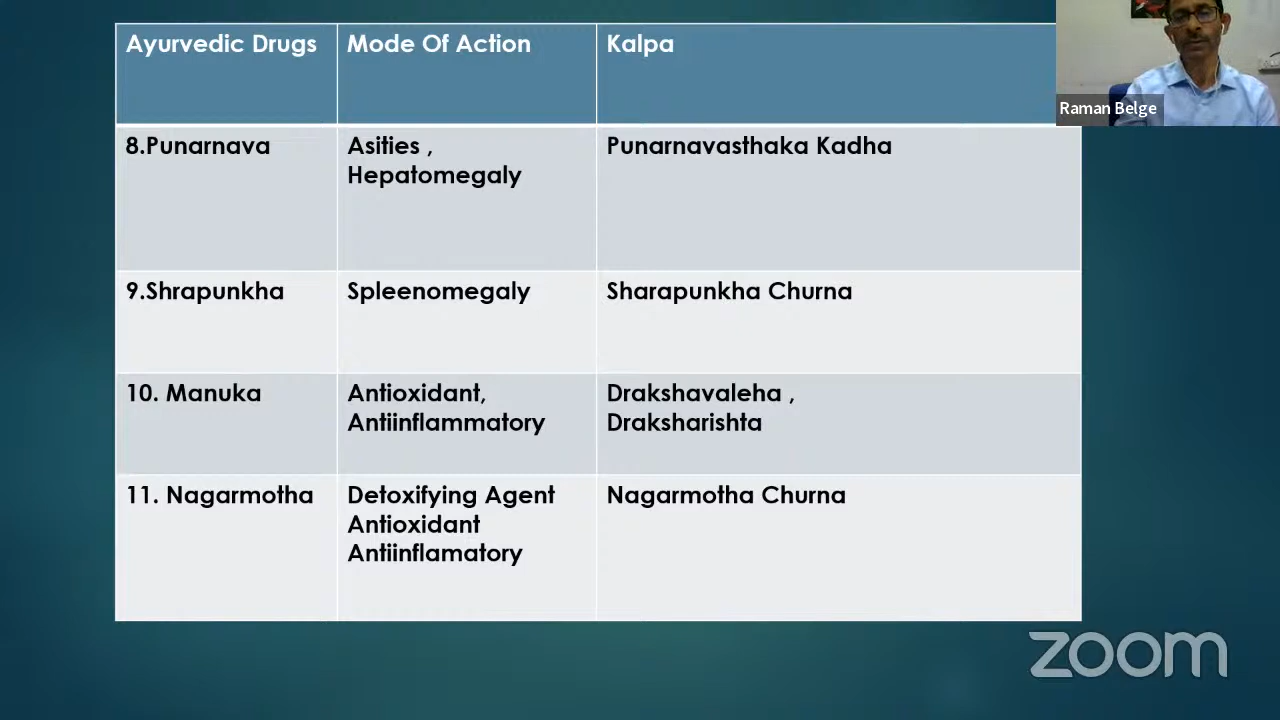 Ayurvedic Drugs
Mode Of Action
Kalpa
Raman Belge
8.Punarnava
Asities ,
Hepatomegaly
Punarnavasthaka Kadha
9.Shrapunkha
Spleenomegaly
Sharapunkha Churna
10. Manuka
Antioxidant,
Antiinflammatory
Drakshavaleha ,
Draksharishta
11. Nagarmotha
Detoxifying Agent
Antioxidant
Antiinflamatory
Nagarmotha Churna
zoom